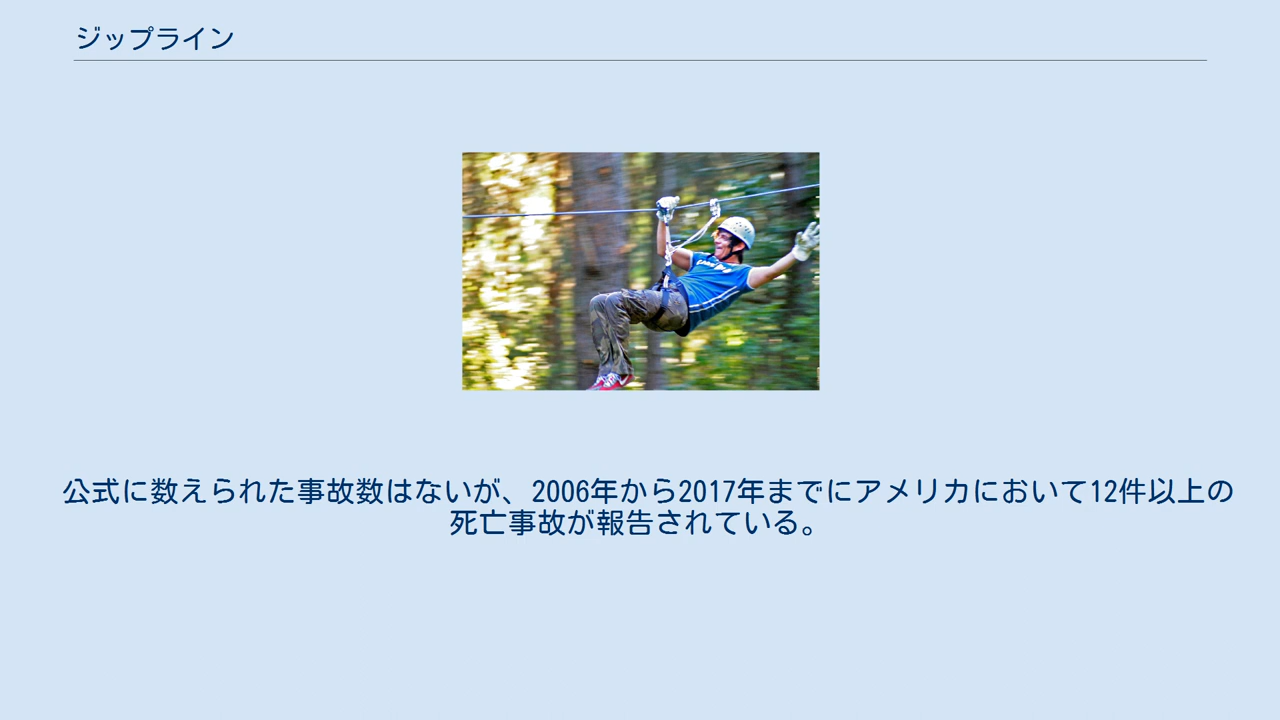 ジップライン
公式に数えられた事故数はないが、2006年から2017年までにアメリカにおいて12件以上の
死亡事故が報告されている。